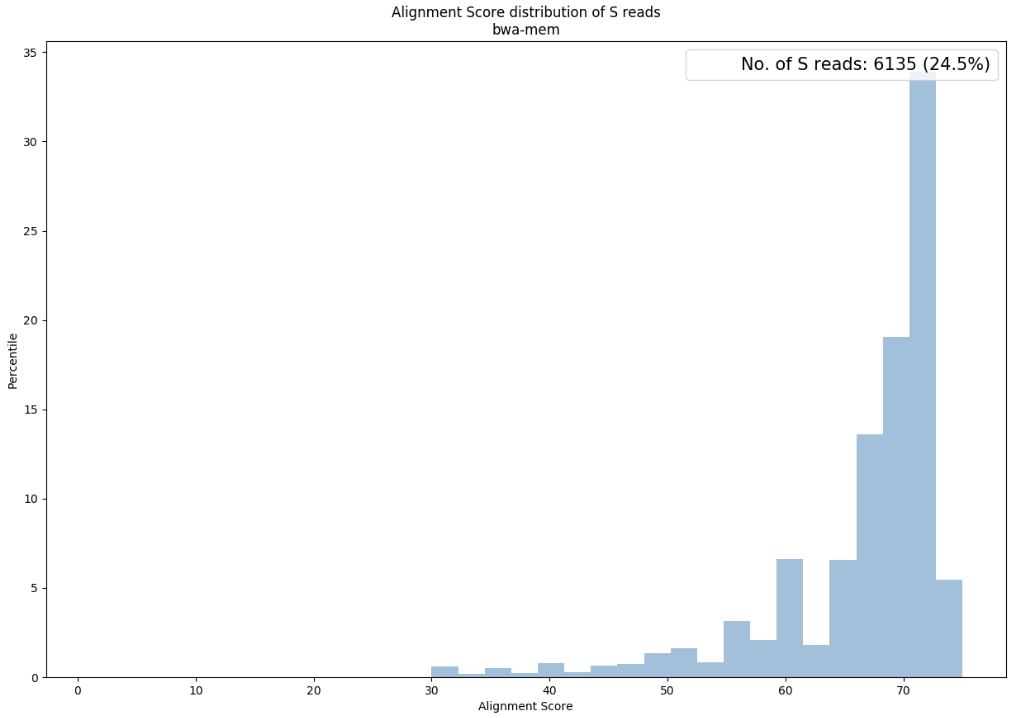 Alignment Score distribution of S reads
bwa-mem
No. of S reads: 6135 (24.5%)
35
30
25
20
15
10
5
0
Percentile
0 10 20 30 40 50 60 70
Alignment Score